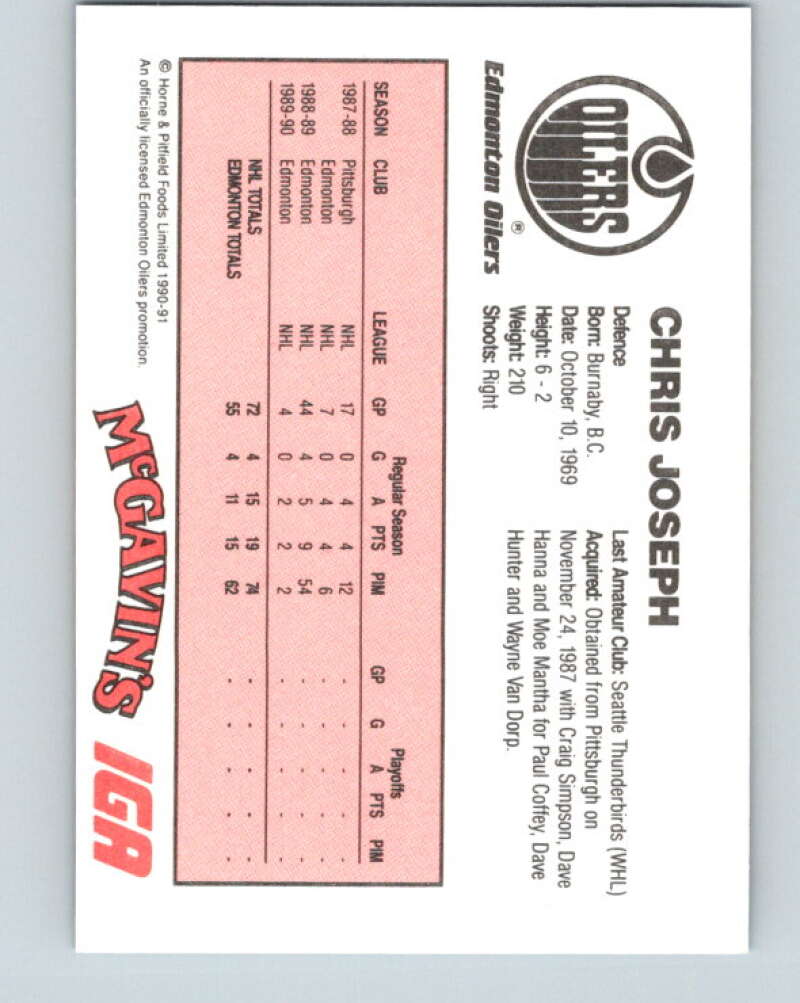 OILERS
®
Edmonton Oilers
CHRIS JOSEPH
Defence
Born: Burnaby, B.C.
Date: October 10, 1969
Height: 6 - 2
Weight: 210
Shoots: Right
Last Amateur Club: Seattle Thunderbirds (WHL)
Acquired: Obtained from Pittsburgh on
November 24, 1987 with Craig Simpson, Dave
Hanna and Moe Mantha for Paul Coffey, Dave
Hunter and Wayne Van Dorp.
Regular Season Playoffs
SEASON CLUB LEAGUE GP G A PTS PIM GP G A PTS PIM
1987-88 Pittsburgh NHL 17 0 4 4 12 - - - - -
Edmonton NHL 7 0 4 4 6 - - - - -
1988-89 Edmonton NHL 44 4 5 9 54 - - - - -
1989-90 Edmonton NHL 4 0 2 2 2 - - - - -
NHL TOTALS 72 4 15 19 74 - - - - -
EDMONTON TOTALS 55 4 11 15 62 - - - - -
© Horne & Pitfield Foods Limited 1990-91
An officially licensed Edmonton Oilers promotion.
McGAVIN'S IGA